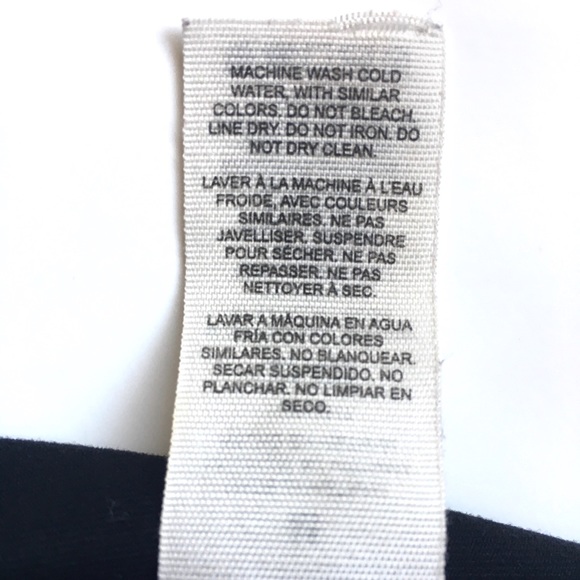 MACHINE WASH COLD
WATER, WITH SIMILAR
COLORS. DO NOT BLEACH.
LINE DRY. DO NOT IRON. DO
NOT DRY CLEAN.
LAVER À LA MACHINE À L'EAU
FROIDE, AVEC COULEURS
SIMILAIRES. NE PAS
JAVELLISER. SUSPENDRE
POUR SÉCHER. NE PAS
REPASSER. NE PAS
NETTOYER À SEC.
LAVAR A MÁQUINA EN AGUA
FRÍA CON COLORES
SIMILARES. NO BLANQUEAR.
SECAR SUSPENDIDO. NO
PLANCHAR. NO LIMPIAR EN
SECO.